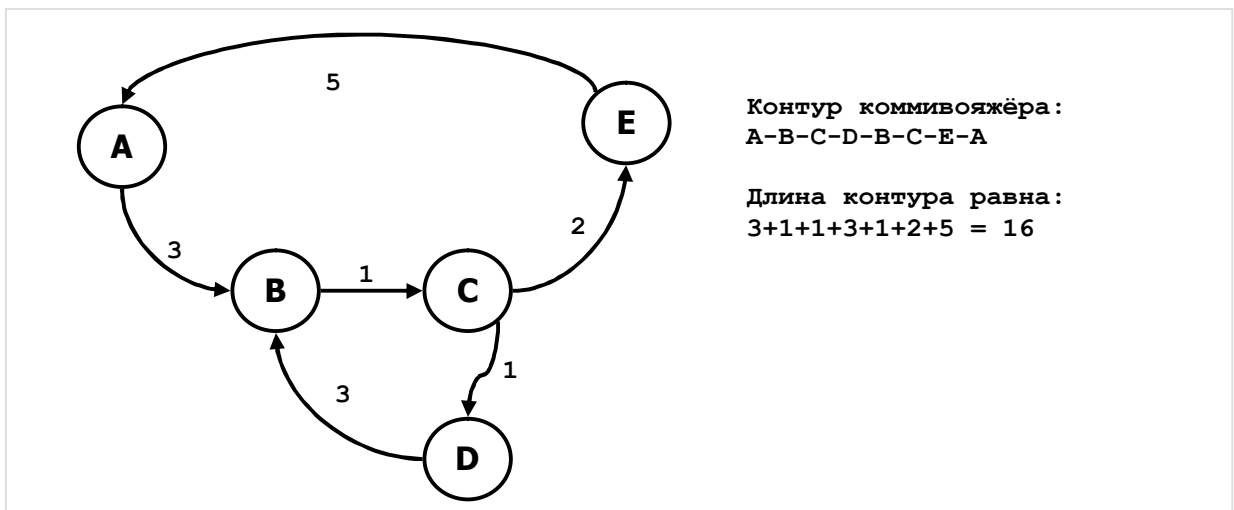 5
A
E
Контур коммивояжёра:
A-B-C-D-B-C-E-A
Длина контура равна:
3+1+1+3+1+2+5 = 16
3
2
B
1
C
3
1
D